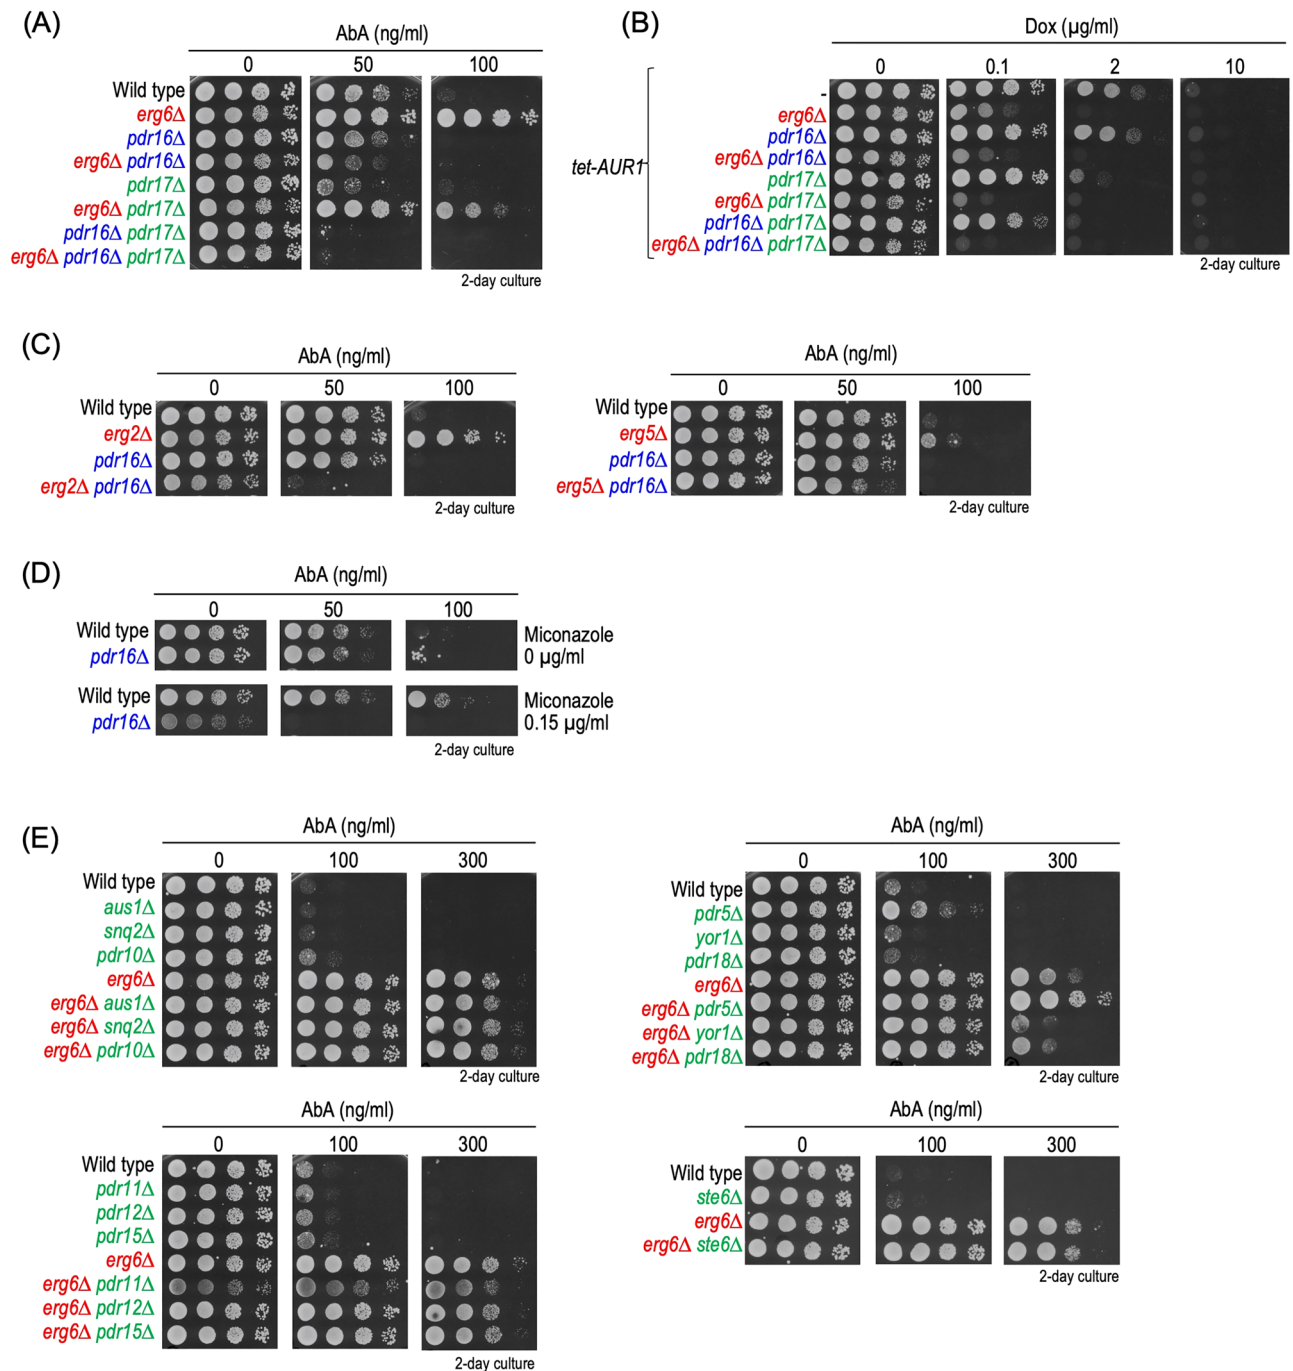 (A)
AbA (ng/ml)
0 50 100
Wild type
erg6Δ
pdr16Δ
erg6Δ pdr16Δ
pdr17Δ
erg6Δ pdr17Δ
pdr16Δ pdr17Δ
erg6Δ pdr16Δ pdr17Δ
2-day culture
(B)
Dox (µg/ml)
0 0.1 2 10
tet-AUR1
-
erg6Δ
pdr16Δ
erg6Δ pdr16Δ
pdr17Δ
erg6Δ pdr17Δ
pdr16Δ pdr17Δ
erg6Δ pdr16Δ pdr17Δ
2-day culture
(C)
AbA (ng/ml)
0 50 100
Wild type
erg2Δ
pdr16Δ
erg2Δ pdr16Δ
2-day culture
AbA (ng/ml)
0 50 100
Wild type
erg5Δ
pdr16Δ
erg5Δ pdr16Δ
2-day culture
(D)
AbA (ng/ml)
0 50 100
Wild type
pdr16Δ
Miconazole
0 µg/ml
Wild type
pdr16Δ
Miconazole
0.15 µg/ml
2-day culture
(E)
AbA (ng/ml)
0 100 300
Wild type
aus1Δ
snq2Δ
pdr10Δ
erg6Δ
erg6Δ aus1Δ
erg6Δ snq2Δ
erg6Δ pdr10Δ
2-day culture
AbA (ng/ml)
0 100 300
Wild type
pdr5Δ
yor1Δ
pdr18Δ
erg6Δ
erg6Δ pdr5Δ
erg6Δ yor1Δ
erg6Δ pdr18Δ
2-day culture
AbA (ng/ml)
0 100 300
Wild type
pdr11Δ
pdr12Δ
pdr15Δ
erg6Δ
erg6Δ pdr11Δ
erg6Δ pdr12Δ
erg6Δ pdr15Δ
2-day culture
AbA (ng/ml)
0 100 300
Wild type
ste6Δ
erg6Δ
erg6Δ ste6Δ
2-day culture